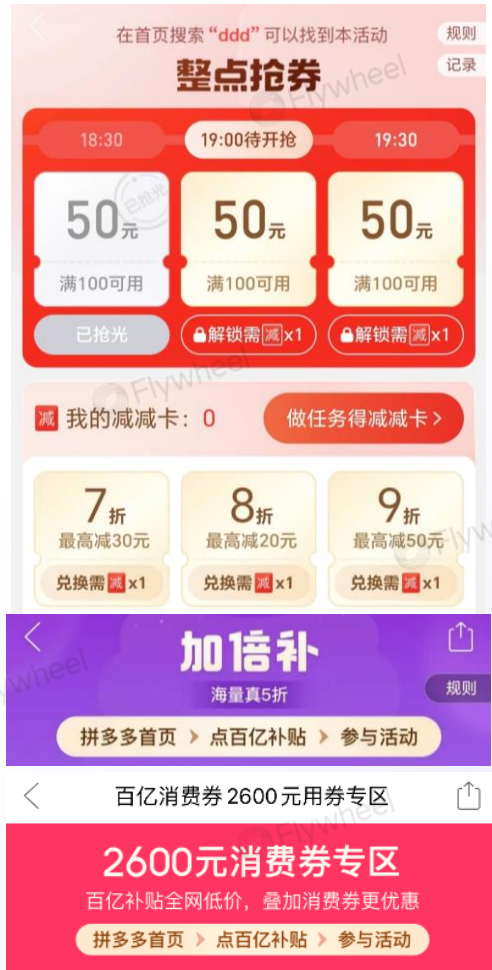 在首页搜索“ddd”可以找到本活动
规则
整点抢券
记录
18:30
19:00待开抢
19:30
50元
50元
50元
已抢光
满100可用
满100可用
满100可用
已抢光
解锁需减x1
解锁需减x1
减 我的减减卡：0
做任务得减减卡>
7折
8折
9折
最高减30元
最高减20元
最高减50元
兑换需减x1
兑换需减x1
兑换需减x1
加倍补
海量真5折
规则
拼多多首页 > 点百亿补贴 > 参与活动
百亿消费券2600元用券专区
2600元消费券专区
百亿补贴全网低价，叠加消费券更优惠
拼多多首页 > 点百亿补贴 > 参与活动
Flywheel
Flywheel
Flywheel
Flywheel